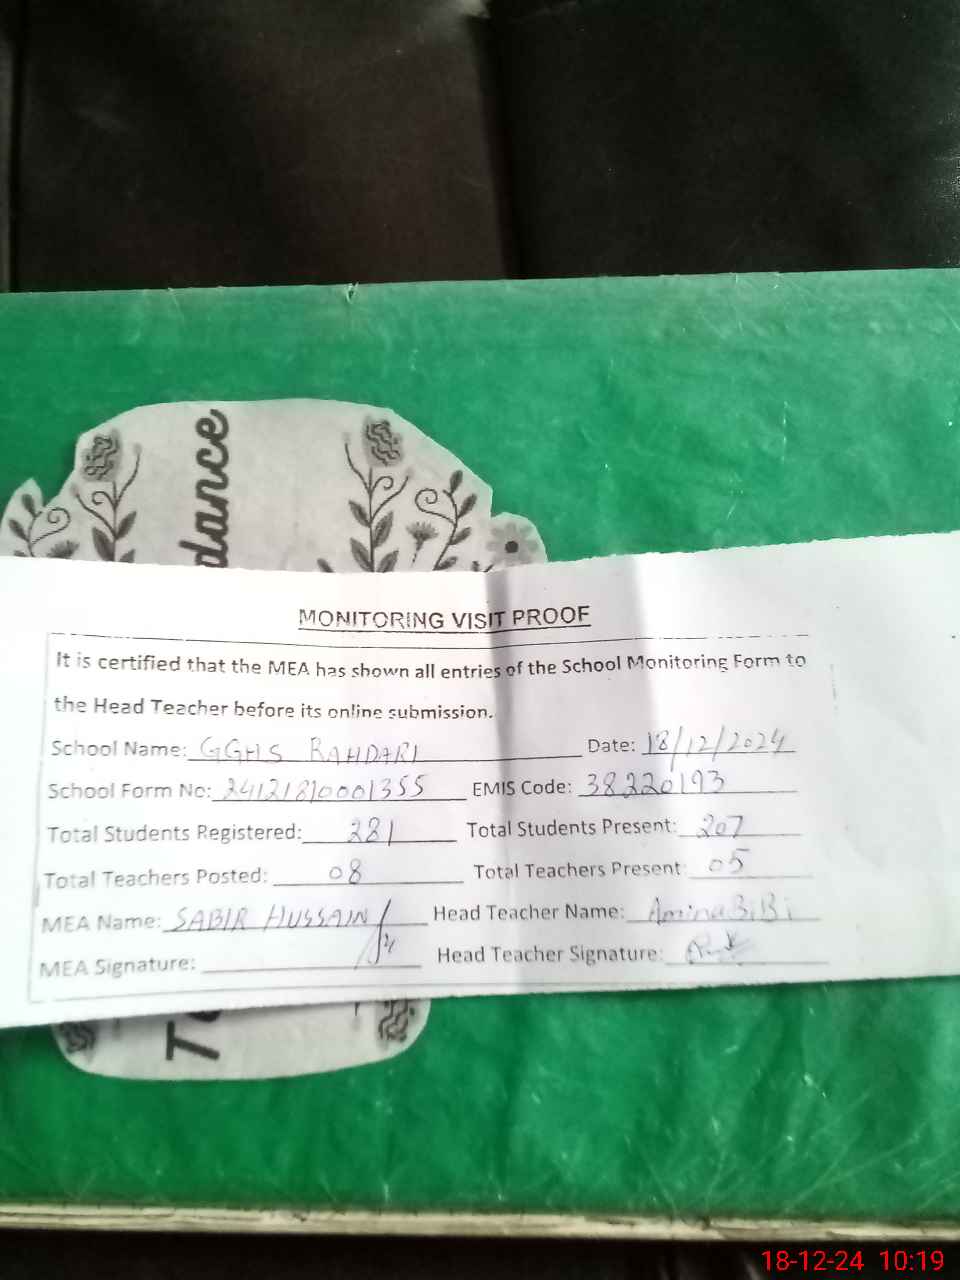 dance
MONITORING VISIT PROOF
It is certified that the MEA has shown all entries of the School Monitoring Form to
the Head Teacher before its online submission.
School Name: GGHS RAHDARI Date: 18/12/2024
School Form No: 24121810001355 EMIS Code: 38220193
Total Students Registered: 281 Total Students Present: 207
Total Teachers Posted: 08 Total Teachers Present: 05
MEA Name: SABIR HUSSAIN Head Teacher Name: Amina BiBi
MEA Signature: Head Teacher Signature:
T
18-12-24 10:19